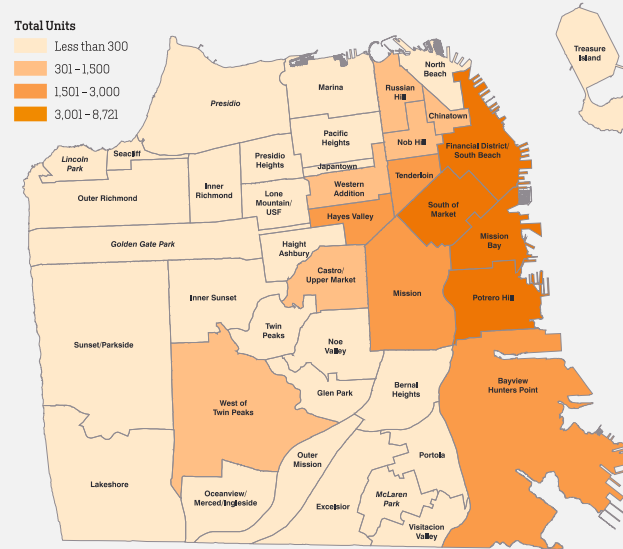 Total Units
Less than 300
301–1,500
1,501–3,000
3,001–8,721
Treasure
Island
North
Beach
Marina
Russian
Hill
Presidio
Chinatown
Pacific
Heights
Nob Hill
Financial District/
South Beach
Seacliff
Lincoln
Park
Presidio
Heights
Japantown
Tenderloin
Western
Addition
Inner
Richmond
Outer Richmond
Lone
Mountain/
USF
South of
Market
Hayes Valley
Mission
Bay
Golden Gate Park
Haight
Ashbury
Castro/
Upper Market
Mission
Potrero Hill
Inner Sunset
Twin
Peaks
Noe
Valley
Sunset/Parkside
Bayview
Hunters Point
Glen Park
Bernal
Heights
West of
Twin Peaks
Outer
Mission
Portola
Lakeshore
Oceanview/
Merced/Ingleside
McLaren
Park
Excelsior
Visitacion
Valley